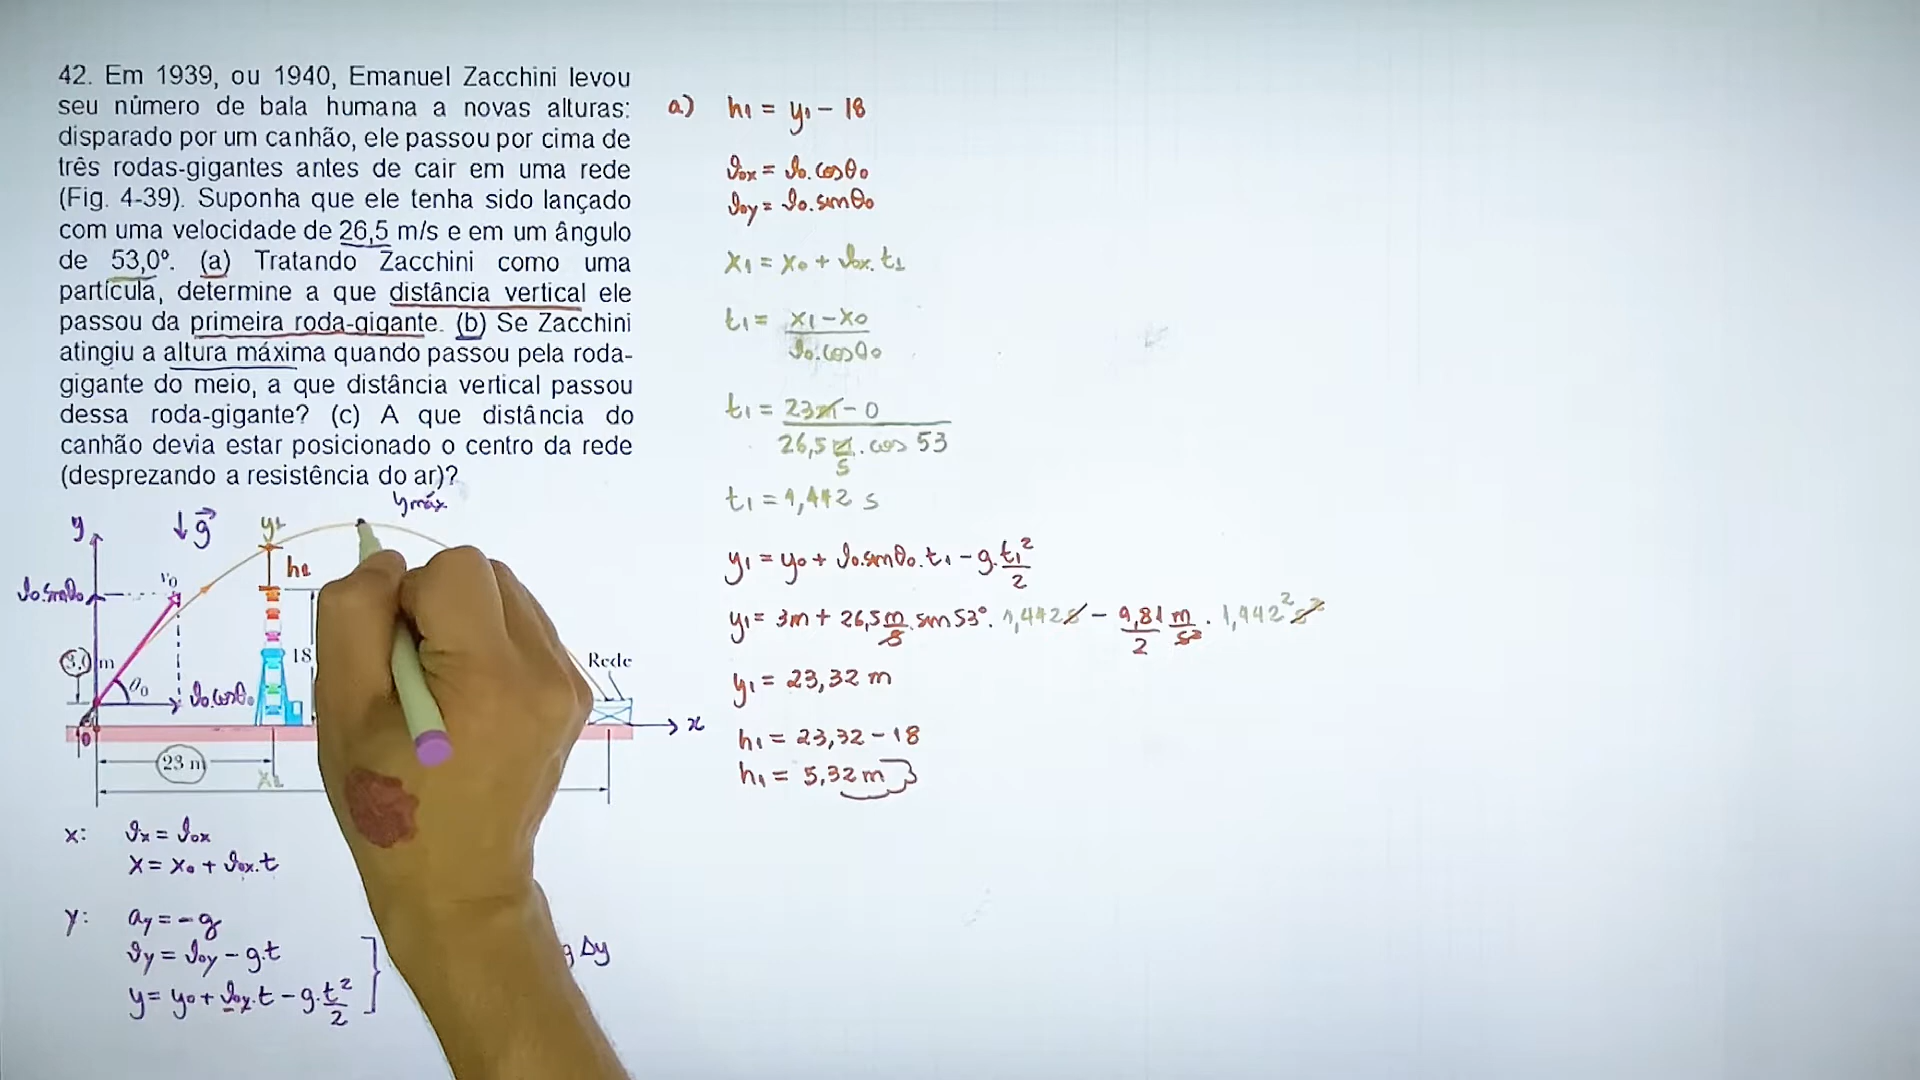 42. Em 1939, ou 1940, Emanuel Zacchini levou
seu número de bala humana a novas alturas:
disparado por um canhão, ele passou por cima de
três rodas-gigantes antes de cair em uma rede
(Fig. 4-39). Suponha que ele tenha sido lançado
com uma velocidade de 26,5 m/s e em um ângulo
de 53,0º. (a) Tratando Zacchini como uma
partícula, determine a que distância vertical ele
passou da primeira roda-gigante. (b) Se Zacchini
atingiu a altura máxima quando passou pela roda-
gigante do meio, a que distância vertical passou
dessa roda-gigante? (c) A que distância do
canhão devia estar posicionado o centro da rede
(desprezando a resistência do ar)?
ymáx
y
↓g⃗
y1
v0
h1
v0.senθ0
3,0 m
θ0
v0.cosθ0
18
Rede
x
0
23 m
x1
x: vx = v0x
x = x0 + v0x.t
y: ay = -g
vy = v0y - g.t
y = y0 + v0y.t - g.t²/2
g Δy
a) h1 = y1 - 18
v0x = v0.cosθ0
v0y = v0.senθ0
x1 = x0 + v0x.t1
t1 = x1 - x0 / v0.cosθ0
t1 = 23m - 0 / 26,5 m/s . cos 53
t1 = 1,442 s
y1 = y0 + v0.senθ0.t1 - g.t1²/2
y1 = 3m + 26,5 m/s . sen 53° . 1,442s - 9,81/2 m/s² . 1,442² s²
y1 = 23,32 m
h1 = 23,32 - 18
h1 = 5,32 m